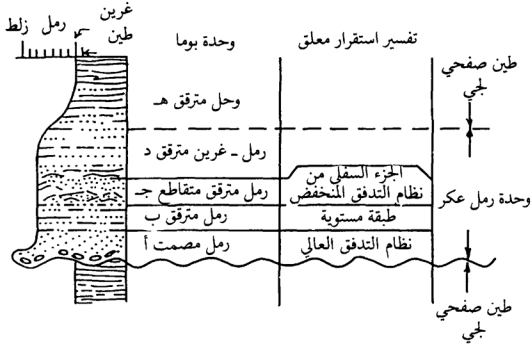 زلط رمل غرين
طين
وحدة بوما
تفسير استقرار معلق
طين صفحي
لجي
وحل مترقق هـ
رمل - غرين مترقق د
رمل مترقق متقاطع جـ
رمل مترقق ب
رمل مصمت أ
الجزء السفلي من
نظام التدفق المنخفض
طبقة مستوية
نظام التدفق العالي
وحدة رمل عكر
طين صفحي
لجي